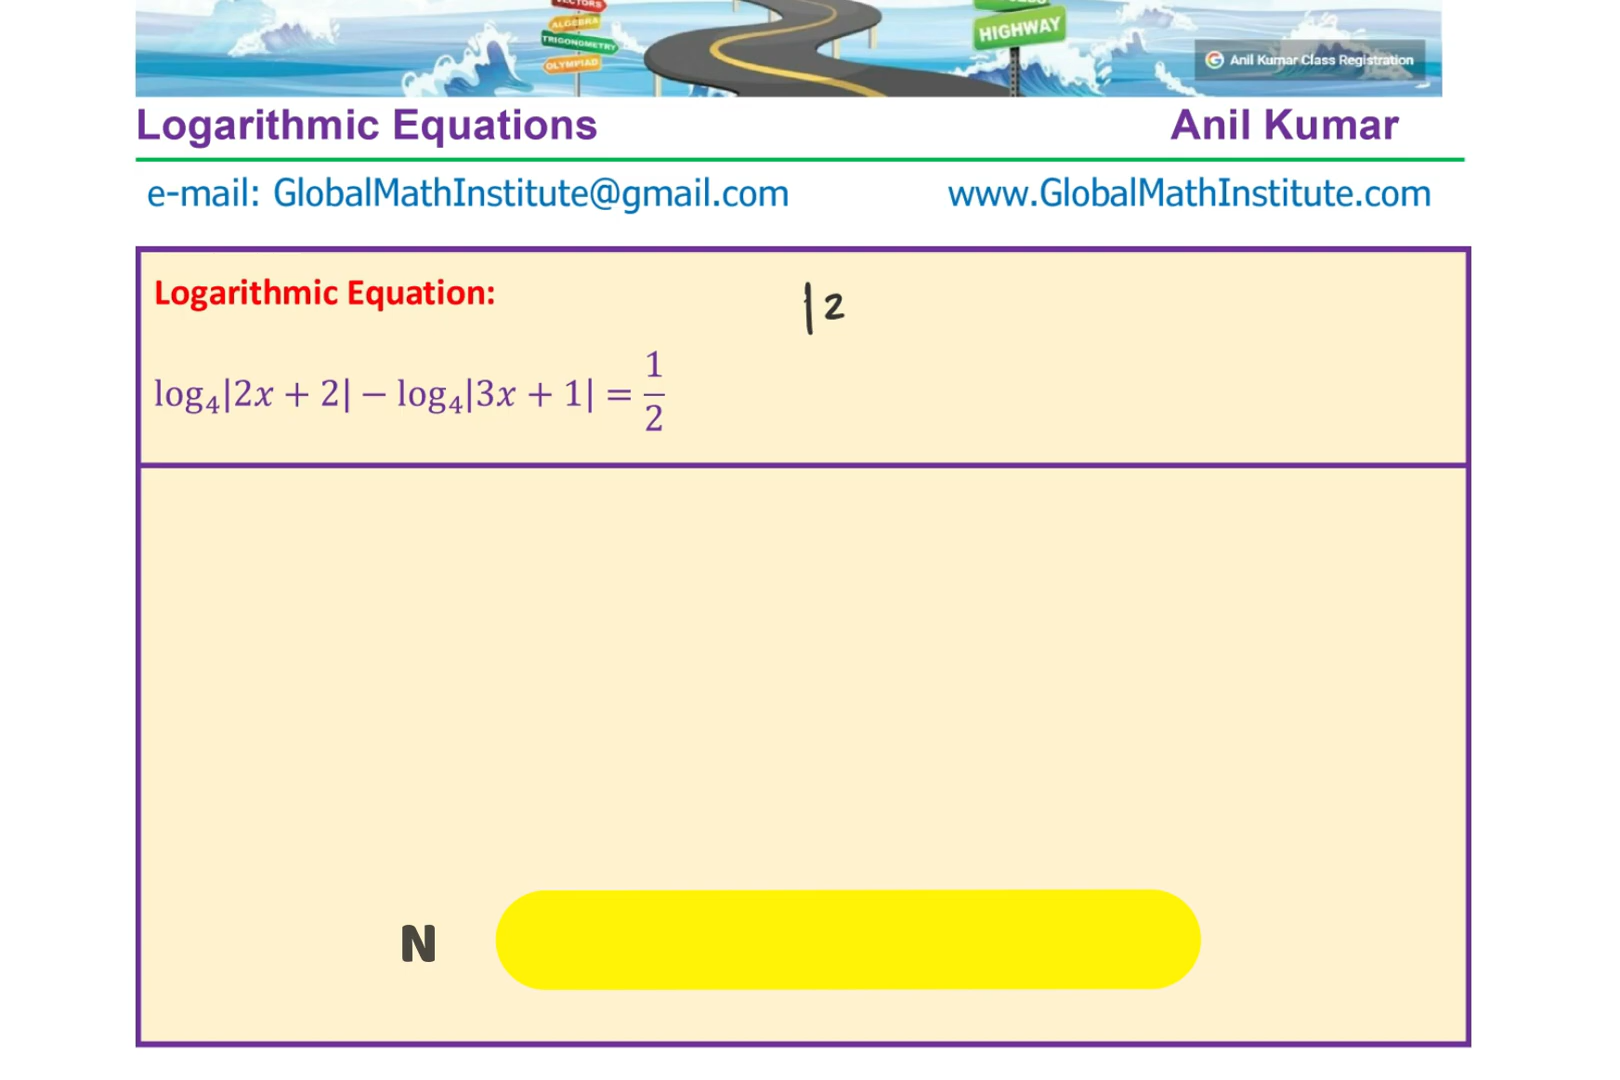 VECTORS
ALGEBRA
TRIGONOMETRY
OLYMPIAD
HIGHWAY
Anil Kumar Class Registration
Logarithmic Equations Anil Kumar
e-mail: GlobalMathInstitute@gmail.com www.GlobalMathInstitute.com
Logarithmic Equation:
|2
log₄|2x + 2| − log₄|3x + 1| = 1/2
N